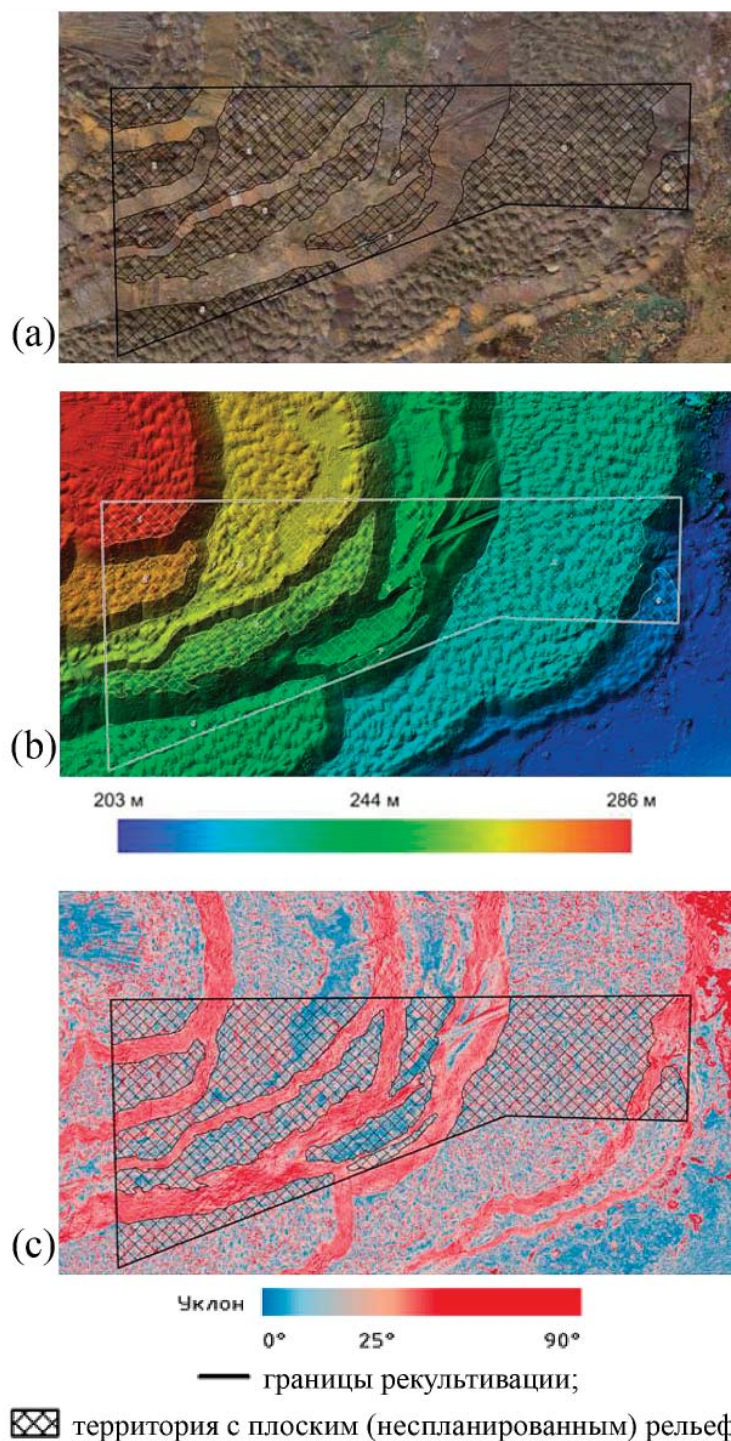 (a)
(b)
203 м 244 м 286 м
(c)
Уклон
0° 25° 90°
границы рекультивации;
территория с плоским (неспланированным) рельеф